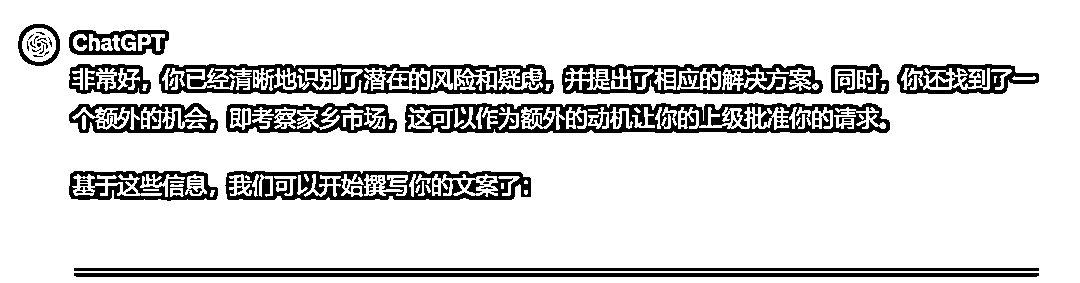 ChatGPT
非常好，你已经清晰地识别了潜在的风险和疑虑，并提出了相应的解决方案。同时，你还找到了一
个额外的机会，即考察家乡市场，这可以作为额外的动机让你的上级批准你的请求。
基于这些信息，我们可以开始撰写你的文案了：